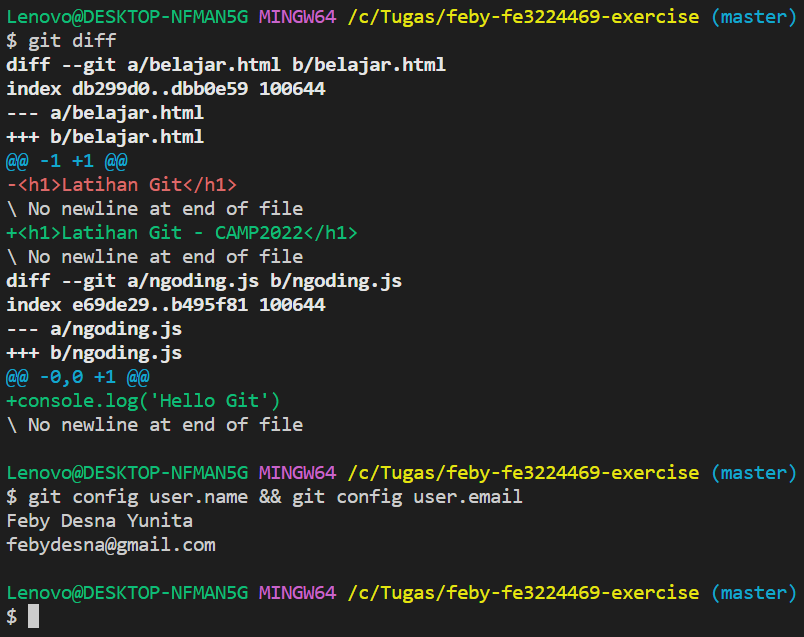 Lenovo@DESKTOP-NFMAN5G MINGW64 /c/Tugas/feby-fe3224469-exercise (master)
$ git diff
diff --git a/belajar.html b/belajar.html
index db299d0..dbb0e59 100644
--- a/belajar.html
+++ b/belajar.html
@@ -1 +1 @@
-<h1>Latihan Git</h1>
\ No newline at end of file
+<h1>Latihan Git - CAMP2022</h1>
\ No newline at end of file
diff --git a/ngoding.js b/ngoding.js
index e69de29..b495f81 100644
--- a/ngoding.js
+++ b/ngoding.js
@@ -0,0 +1 @@
+console.log('Hello Git')
\ No newline at end of file
Lenovo@DESKTOP-NFMAN5G MINGW64 /c/Tugas/feby-fe3224469-exercise (master)
$ git config user.name && git config user.email
Feby Desna Yunita
febydesna@gmail.com
Lenovo@DESKTOP-NFMAN5G MINGW64 /c/Tugas/feby-fe3224469-exercise (master)
$